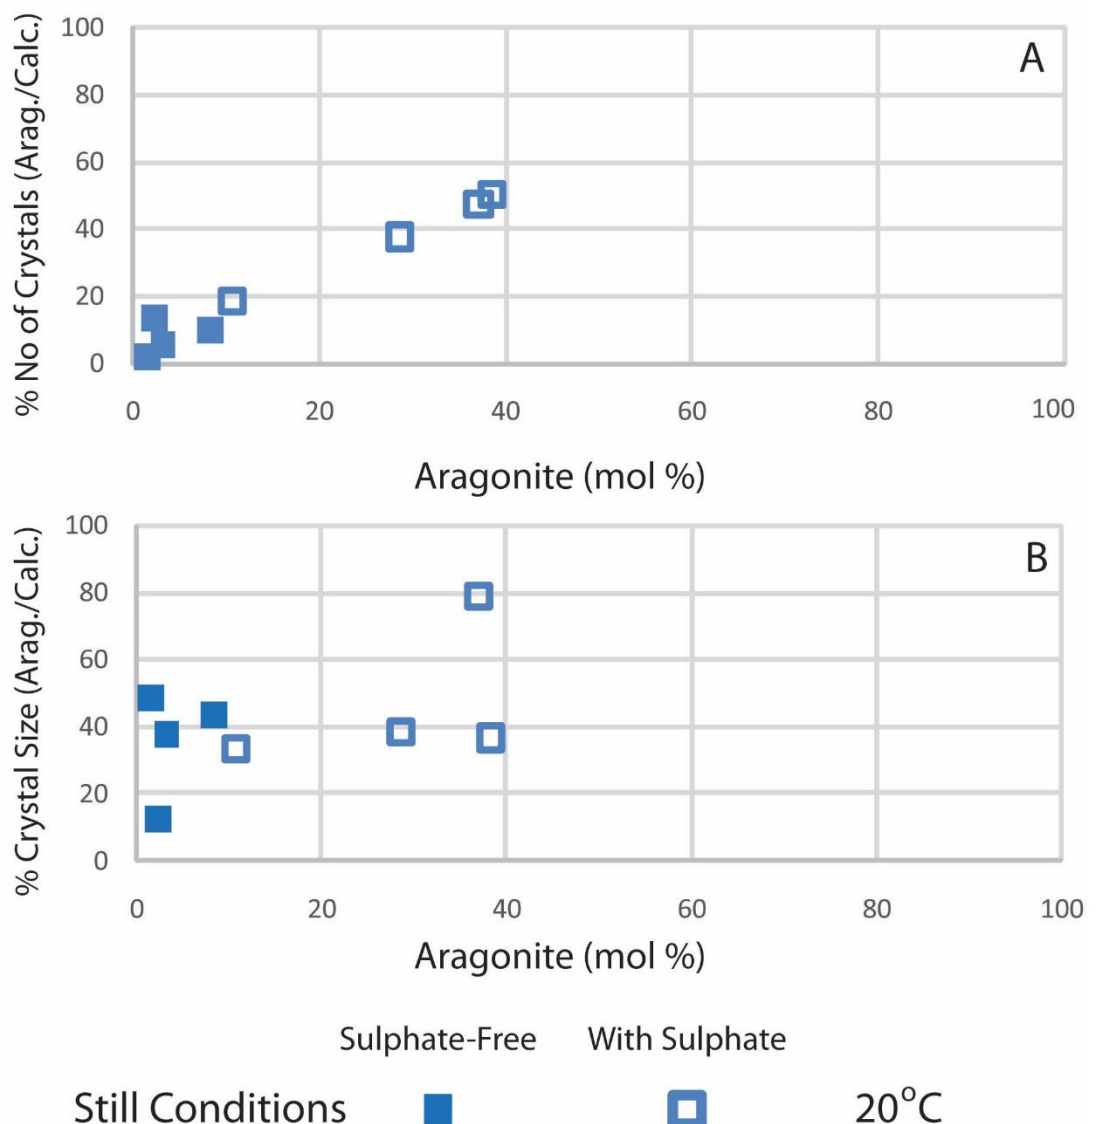 % No of Crystals (Arag./Calc.)
100
80
60
40
20
0
A
0 20 40 60 80 100
Aragonite (mol %)
% Crystal Size (Arag./Calc.)
100
80
60
40
20
0
B
0 20 40 60 80 100
Aragonite (mol %)
Sulphate-Free With Sulphate
Still Conditions 20°C